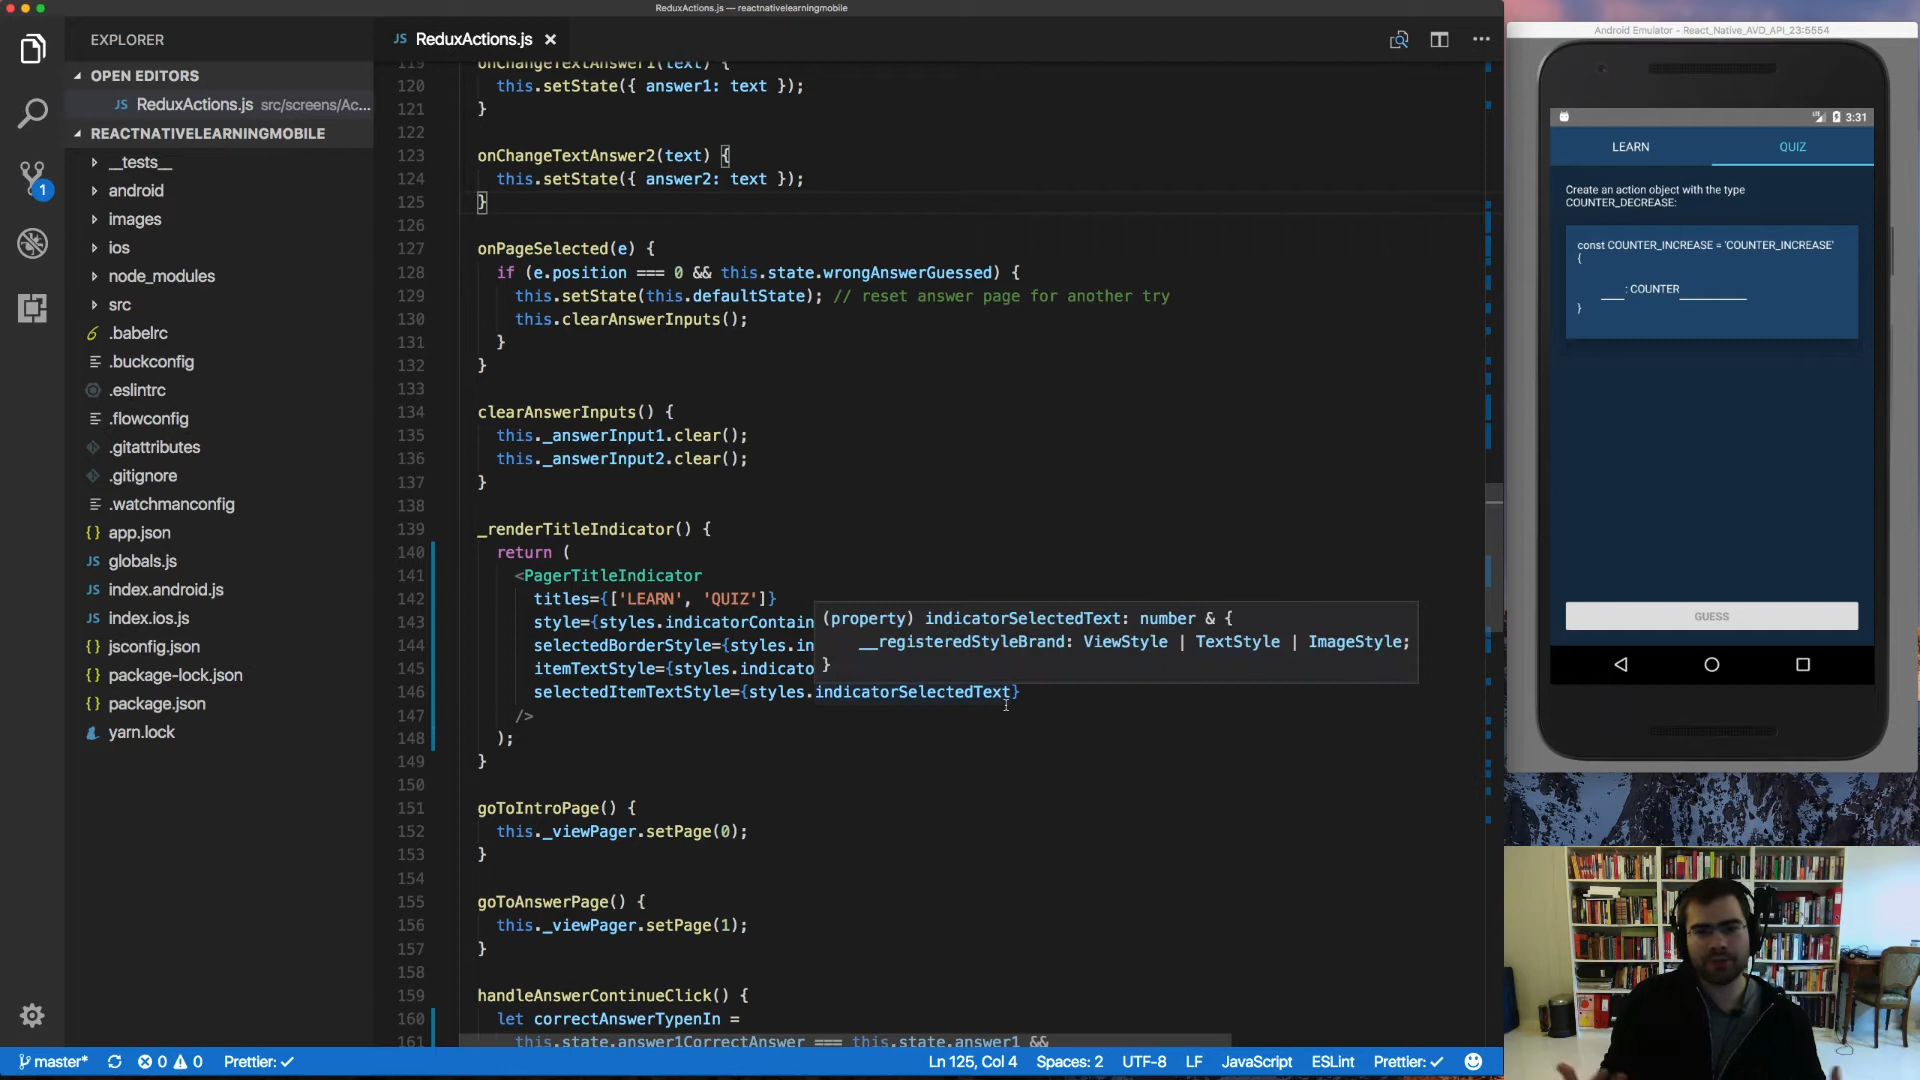 ReduxActions.js — reactnativelearningmobile
EXPLORER
OPEN EDITORS
JS ReduxActions.js src/screens/Ac...
REACTNATIVELEARNINGMOBILE
__tests__
android
images
ios
node_modules
src
.babelrc
.buckconfig
.eslintrc
.flowconfig
.gitattributes
.gitignore
.watchmanconfig
{} app.json
JS globals.js
JS index.android.js
JS index.ios.js
{} jsconfig.json
{} package-lock.json
{} package.json
yarn.lock
1
JS ReduxActions.js
119 onChangeTextAnswer1(text) {
120 this.setState({ answer1: text });
121 }
122
123 onChangeTextAnswer2(text) {
124 this.setState({ answer2: text });
125 }
126
127 onPageSelected(e) {
128 if (e.position === 0 && this.state.wrongAnswerGuessed) {
129 this.setState(this.defaultState); // reset answer page for another try
130 this.clearAnswerInputs();
131 }
132 }
133
134 clearAnswerInputs() {
135 this._answerInput1.clear();
136 this._answerInput2.clear();
137 }
138
139 _renderTitleIndicator() {
140 return (
141 <PagerTitleIndicator
142 titles={['LEARN', 'QUIZ']}
143 style={styles.indicatorContain
144 selectedBorderStyle={styles.in
145 itemTextStyle={styles.indicato
146 selectedItemTextStyle={styles.indicatorSelectedText}
147 />
148 );
149 }
150
151 goToIntroPage() {
152 this._viewPager.setPage(0);
153 }
154
155 goToAnswerPage() {
156 this._viewPager.setPage(1);
157 }
158
159 handleAnswerContinueClick() {
160 let correctAnswerTypenIn =
161 this.state.answer1CorrectAnswer === this.state.answer1 &&
(property) indicatorSelectedText: number & {
__registeredStyleBrand: ViewStyle | TextStyle | ImageStyle;
}
master*
0 0
Prettier: ✓
Ln 125, Col 4
Spaces: 2
UTF-8
LF
JavaScript
ESLint
Prettier: ✓
Android Emulator - React_Native_AVD_API_23:5554
3:31
LEARN
QUIZ
Create an action object with the type
COUNTER_DECREASE:
const COUNTER_INCREASE = 'COUNTER_INCREASE'
{
: COUNTER
}
GUESS